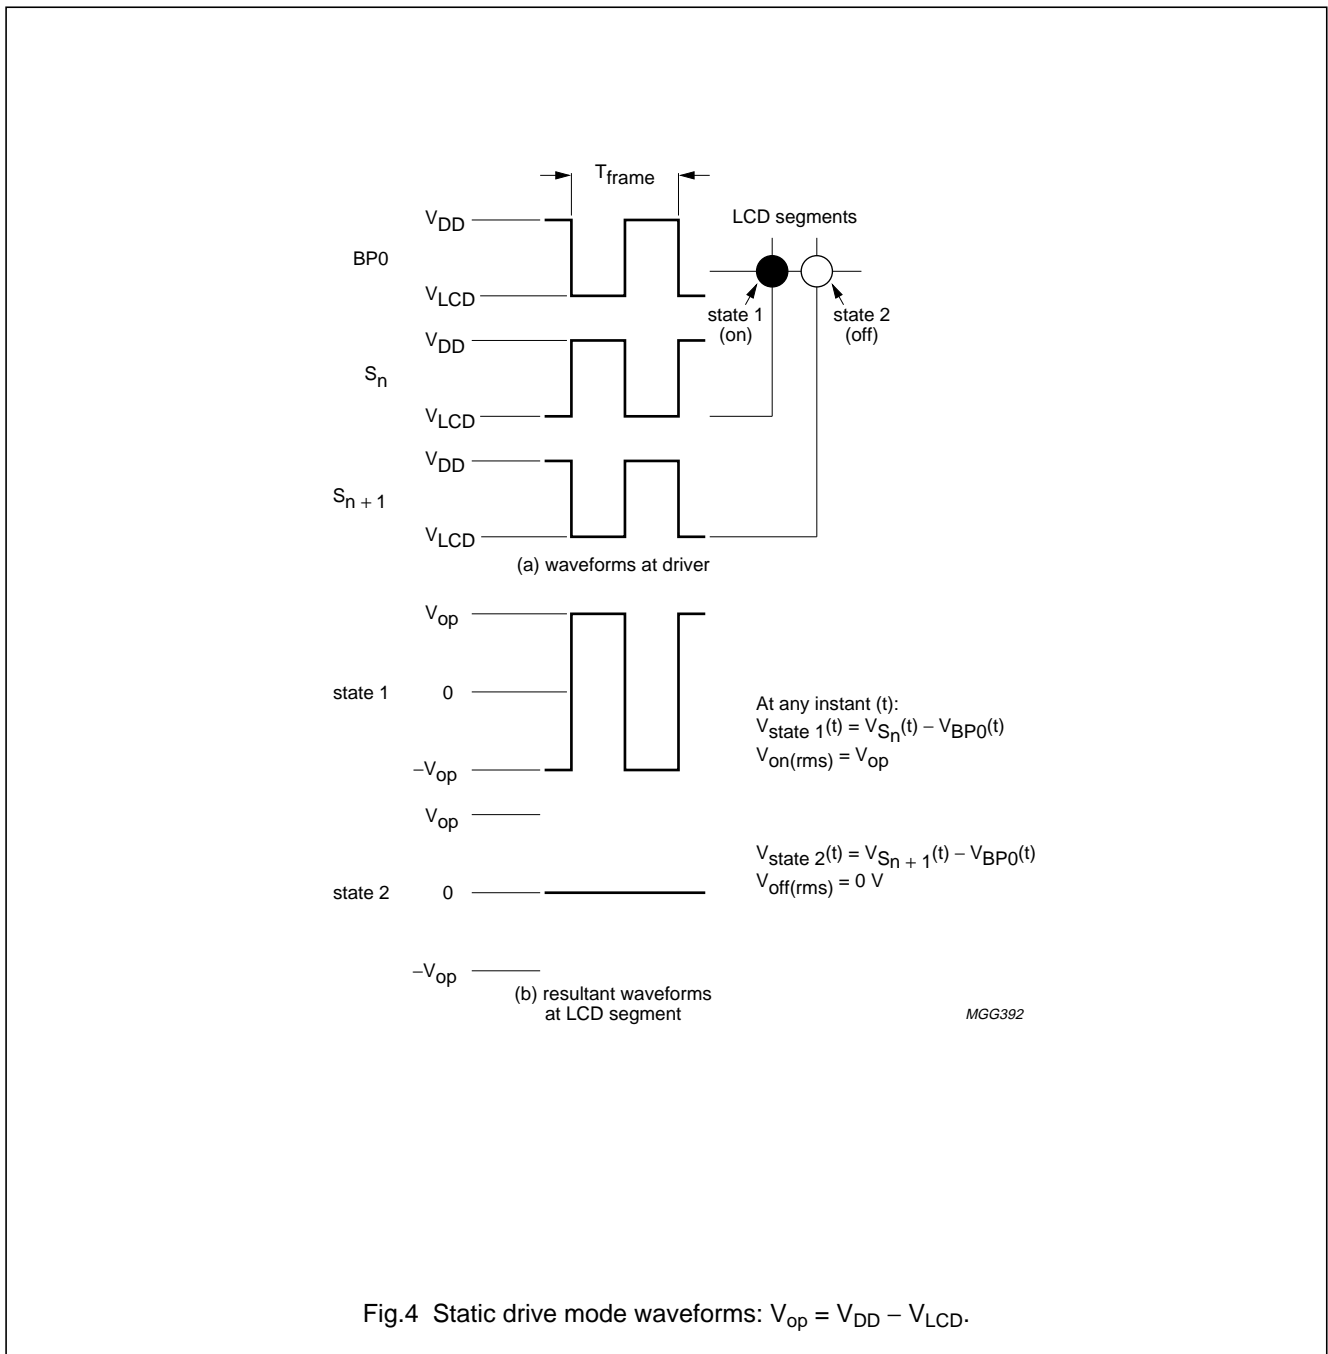 T_frame
V_DD
BP0
V_LCD
LCD segments
state 1
(on)
state 2
(off)
V_DD
S_n
V_LCD
V_DD
S_n + 1
V_LCD
(a) waveforms at driver
V_op
state 1 0
−V_op
At any instant (t):
V_state 1(t) = V_Sn(t) − V_BP0(t)
V_on(rms) = V_op
V_op
state 2 0
−V_op
V_state 2(t) = V_Sn + 1(t) − V_BP0(t)
V_off(rms) = 0 V
(b) resultant waveforms
at LCD segment
MGG392
Fig.4 Static drive mode waveforms: V_op = V_DD − V_LCD.